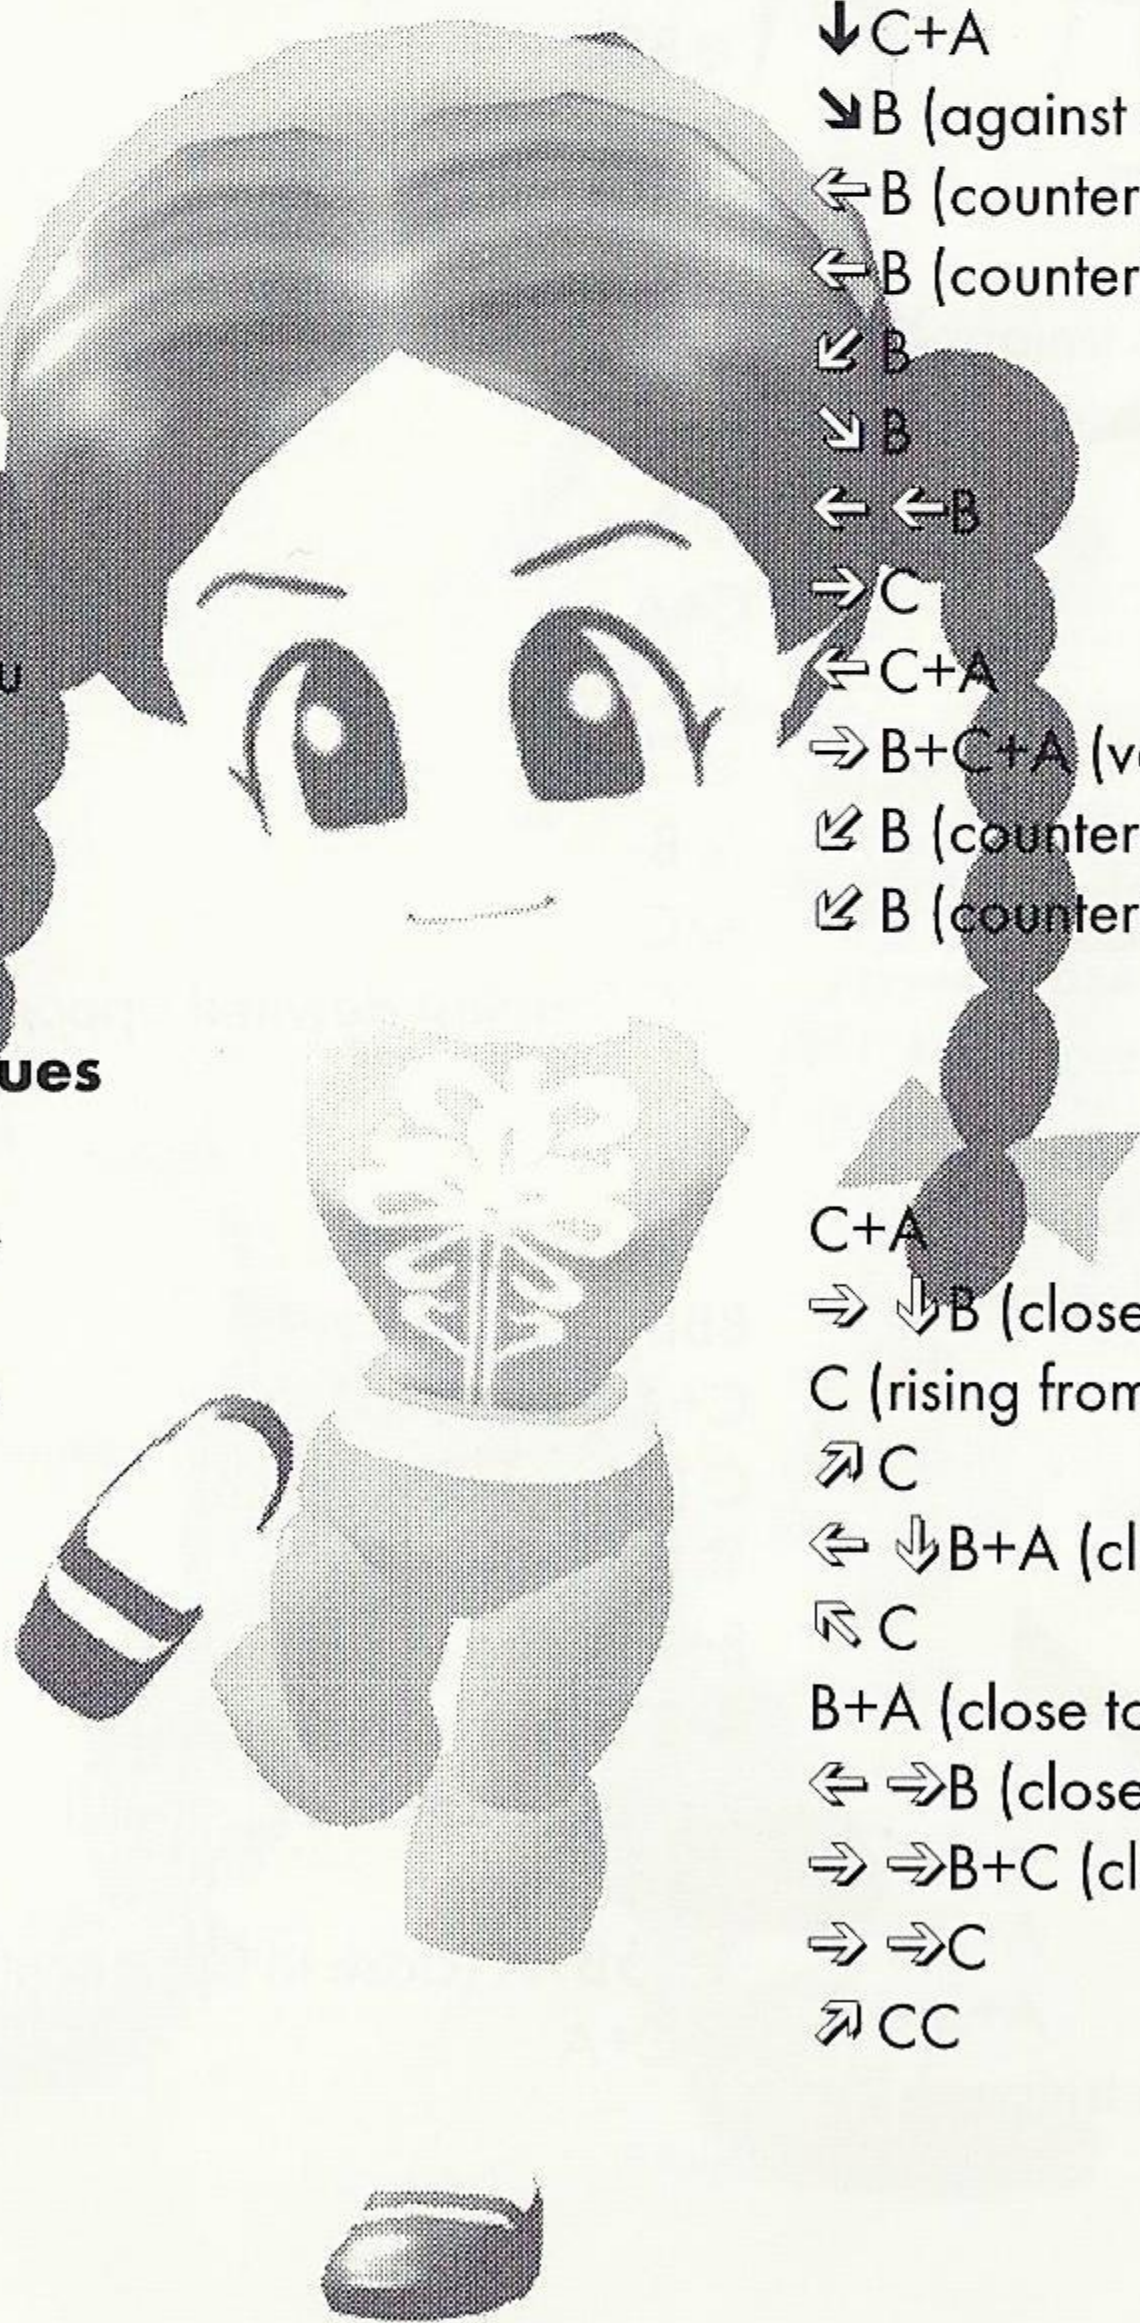 ↓C+A
↘B (against
⇦B (counter
⇦B (counter
⇙ B
⇘ B
⇦ ⇦B
⇨C
⇦C+A
⇨B+C+A (v
⇙ B (counter
⇙ B (counter
ues
C+A
⇨ ⇩B (close
C (rising from
⇗ C
⇦ ⇩B+A (cl
⇖ C
B+A (close to
⇦ ⇨B (close
⇨ ⇨B+C (cl
⇨ ⇨C
⇗ CC